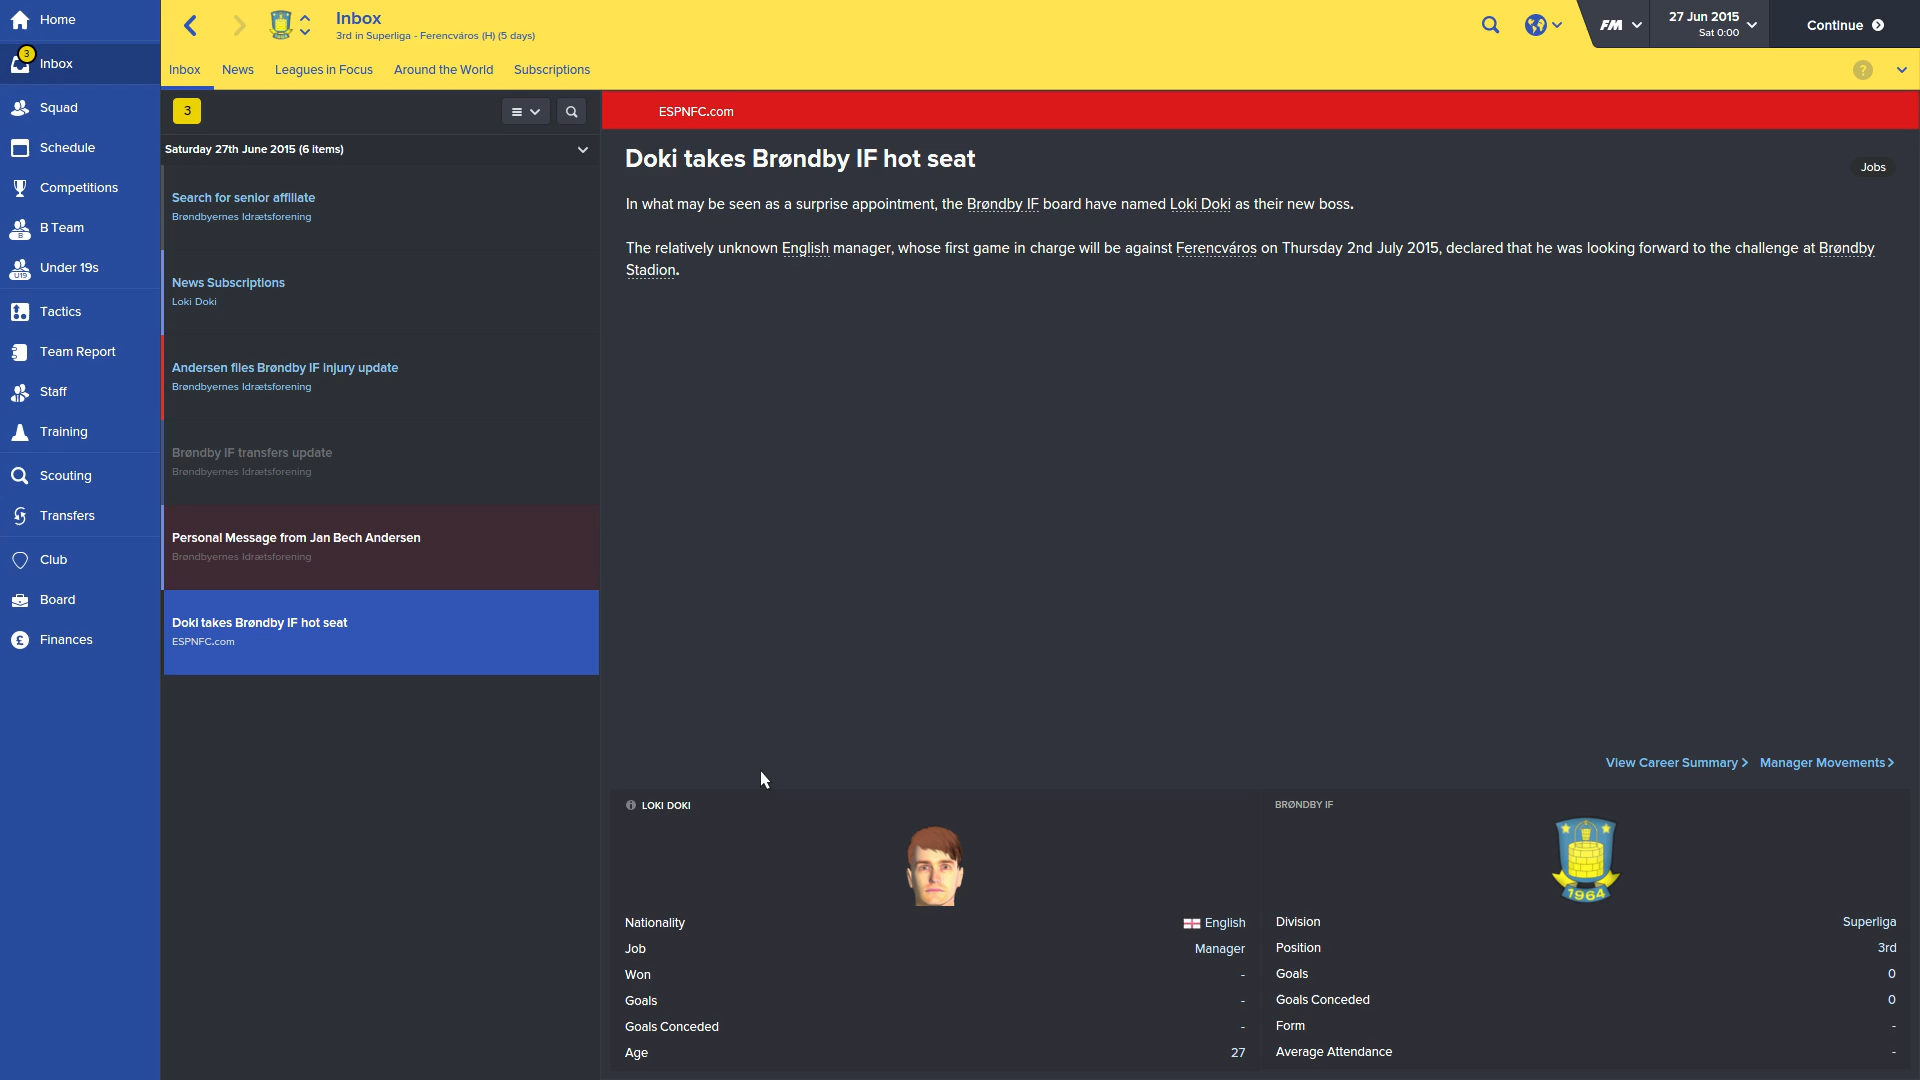 Home
3
Inbox
Squad
Schedule
Competitions
B
B Team
U19
Under 19s
Tactics
Team Report
Staff
Training
Scouting
Transfers
Club
Board
£
Finances
Inbox
3rd in Superliga - Ferencváros (H) (5 days)
FM
27 Jun 2015
Sat 0:00
Continue
Inbox
News
Leagues in Focus
Around the World
Subscriptions
?
3
Saturday 27th June 2015 (6 items)
Search for senior affiliate
Brøndbyernes Idrætsforening
News Subscriptions
Loki Doki
Andersen files Brøndby IF injury update
Brøndbyernes Idrætsforening
Brøndby IF transfers update
Brøndbyernes Idrætsforening
Personal Message from Jan Bech Andersen
Brøndbyernes Idrætsforening
Doki takes Brøndby IF hot seat
ESPNFC.com
ESPNFC.com
Doki takes Brøndby IF hot seat
Jobs
In what may be seen as a surprise appointment, the Brøndby IF board have named Loki Doki as their new boss.
The relatively unknown English manager, whose first game in charge will be against Ferencváros on Thursday 2nd July 2015, declared that he was looking forward to the challenge at Brøndby
Stadion.
View Career Summary
Manager Movements
LOKI DOKI
Nationality English
Job Manager
Won -
Goals -
Goals Conceded -
Age 27
BRØNDBY IF
1964
Division Superliga
Position 3rd
Goals 0
Goals Conceded 0
Form -
Average Attendance -